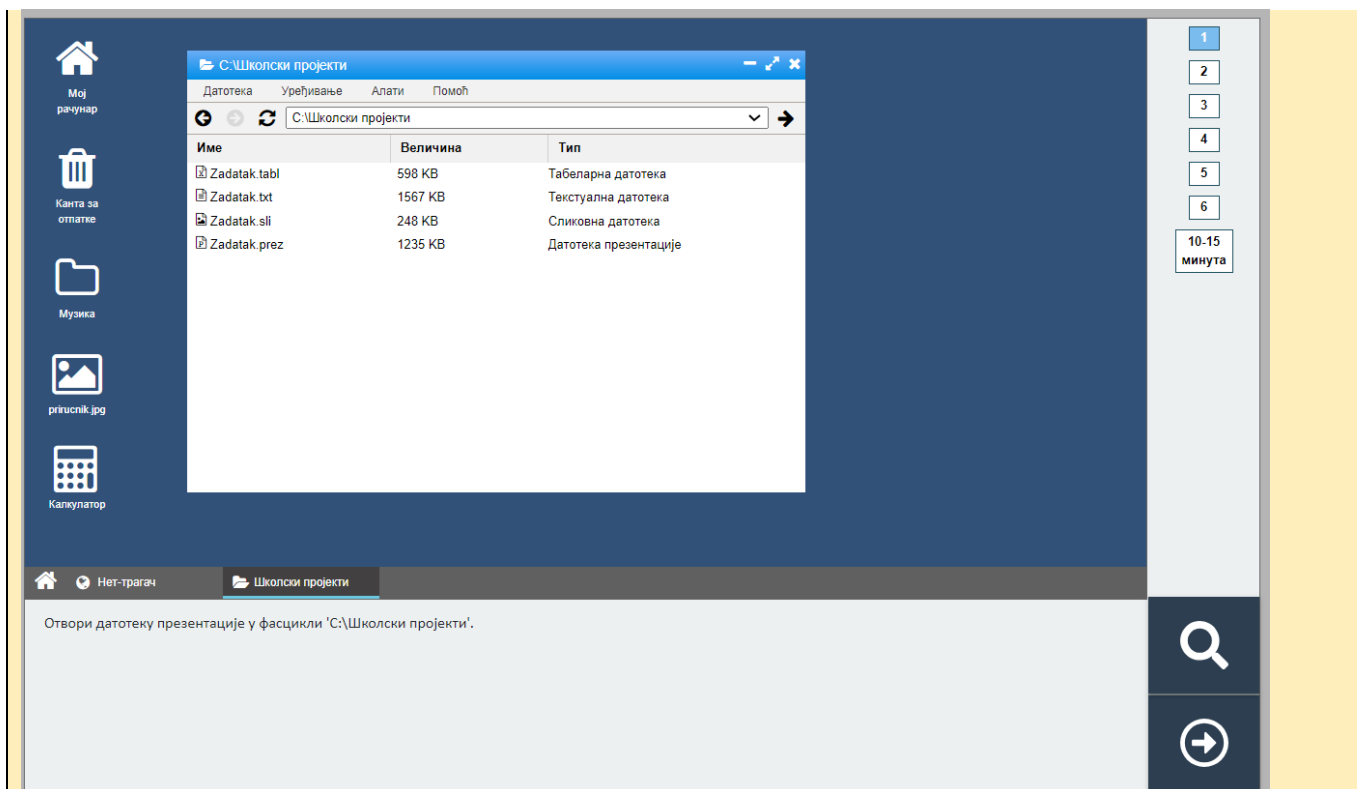 Мој
рачунар
Канта за
отпатке
Музика
prirucnik.jpg
Калкулатор
С:\Школски пројекти
Датотека Уређивање Алати Помоћ
С:\Школски пројекти
Име Величина Тип
Zadatak.tabl 598 KB Табеларна датотека
Zadatak.txt 1567 KB Текстуална датотека
Zadatak.sli 248 KB Сликовна датотека
Zadatak.prez 1235 KB Датотека презентације
Нет-трагач Школски пројекти
Отвори датотеку презентације у фасцикли 'C:\Школски пројекти'.
1
2
3
4
5
6
10-15
минута